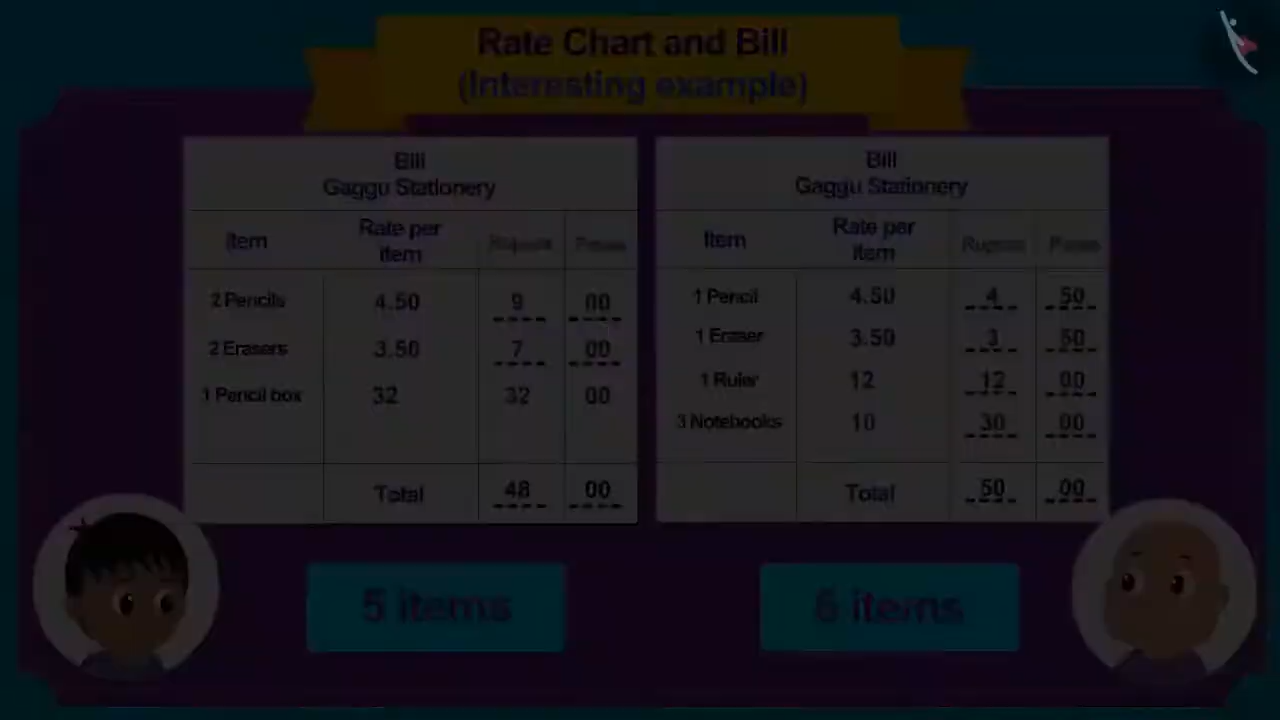 Rate Chart and Bill
(Interesting example)
Bill
Gaggu Stationery
Item Rate per item Rupees Paisa
2 Pencils 4.50 9 00
2 Erasers 3.50 7 00
1 Pencil box 32 32 00
Total 48 00
Bill
Gaggu Stationery
Item Rate per item Rupees Paisa
1 Pencil 4.50 4 50
1 Eraser 3.50 3 50
1 Ruler 12 12 00
3 Notebooks 10 30 00
Total 50 00
5 items
6 items